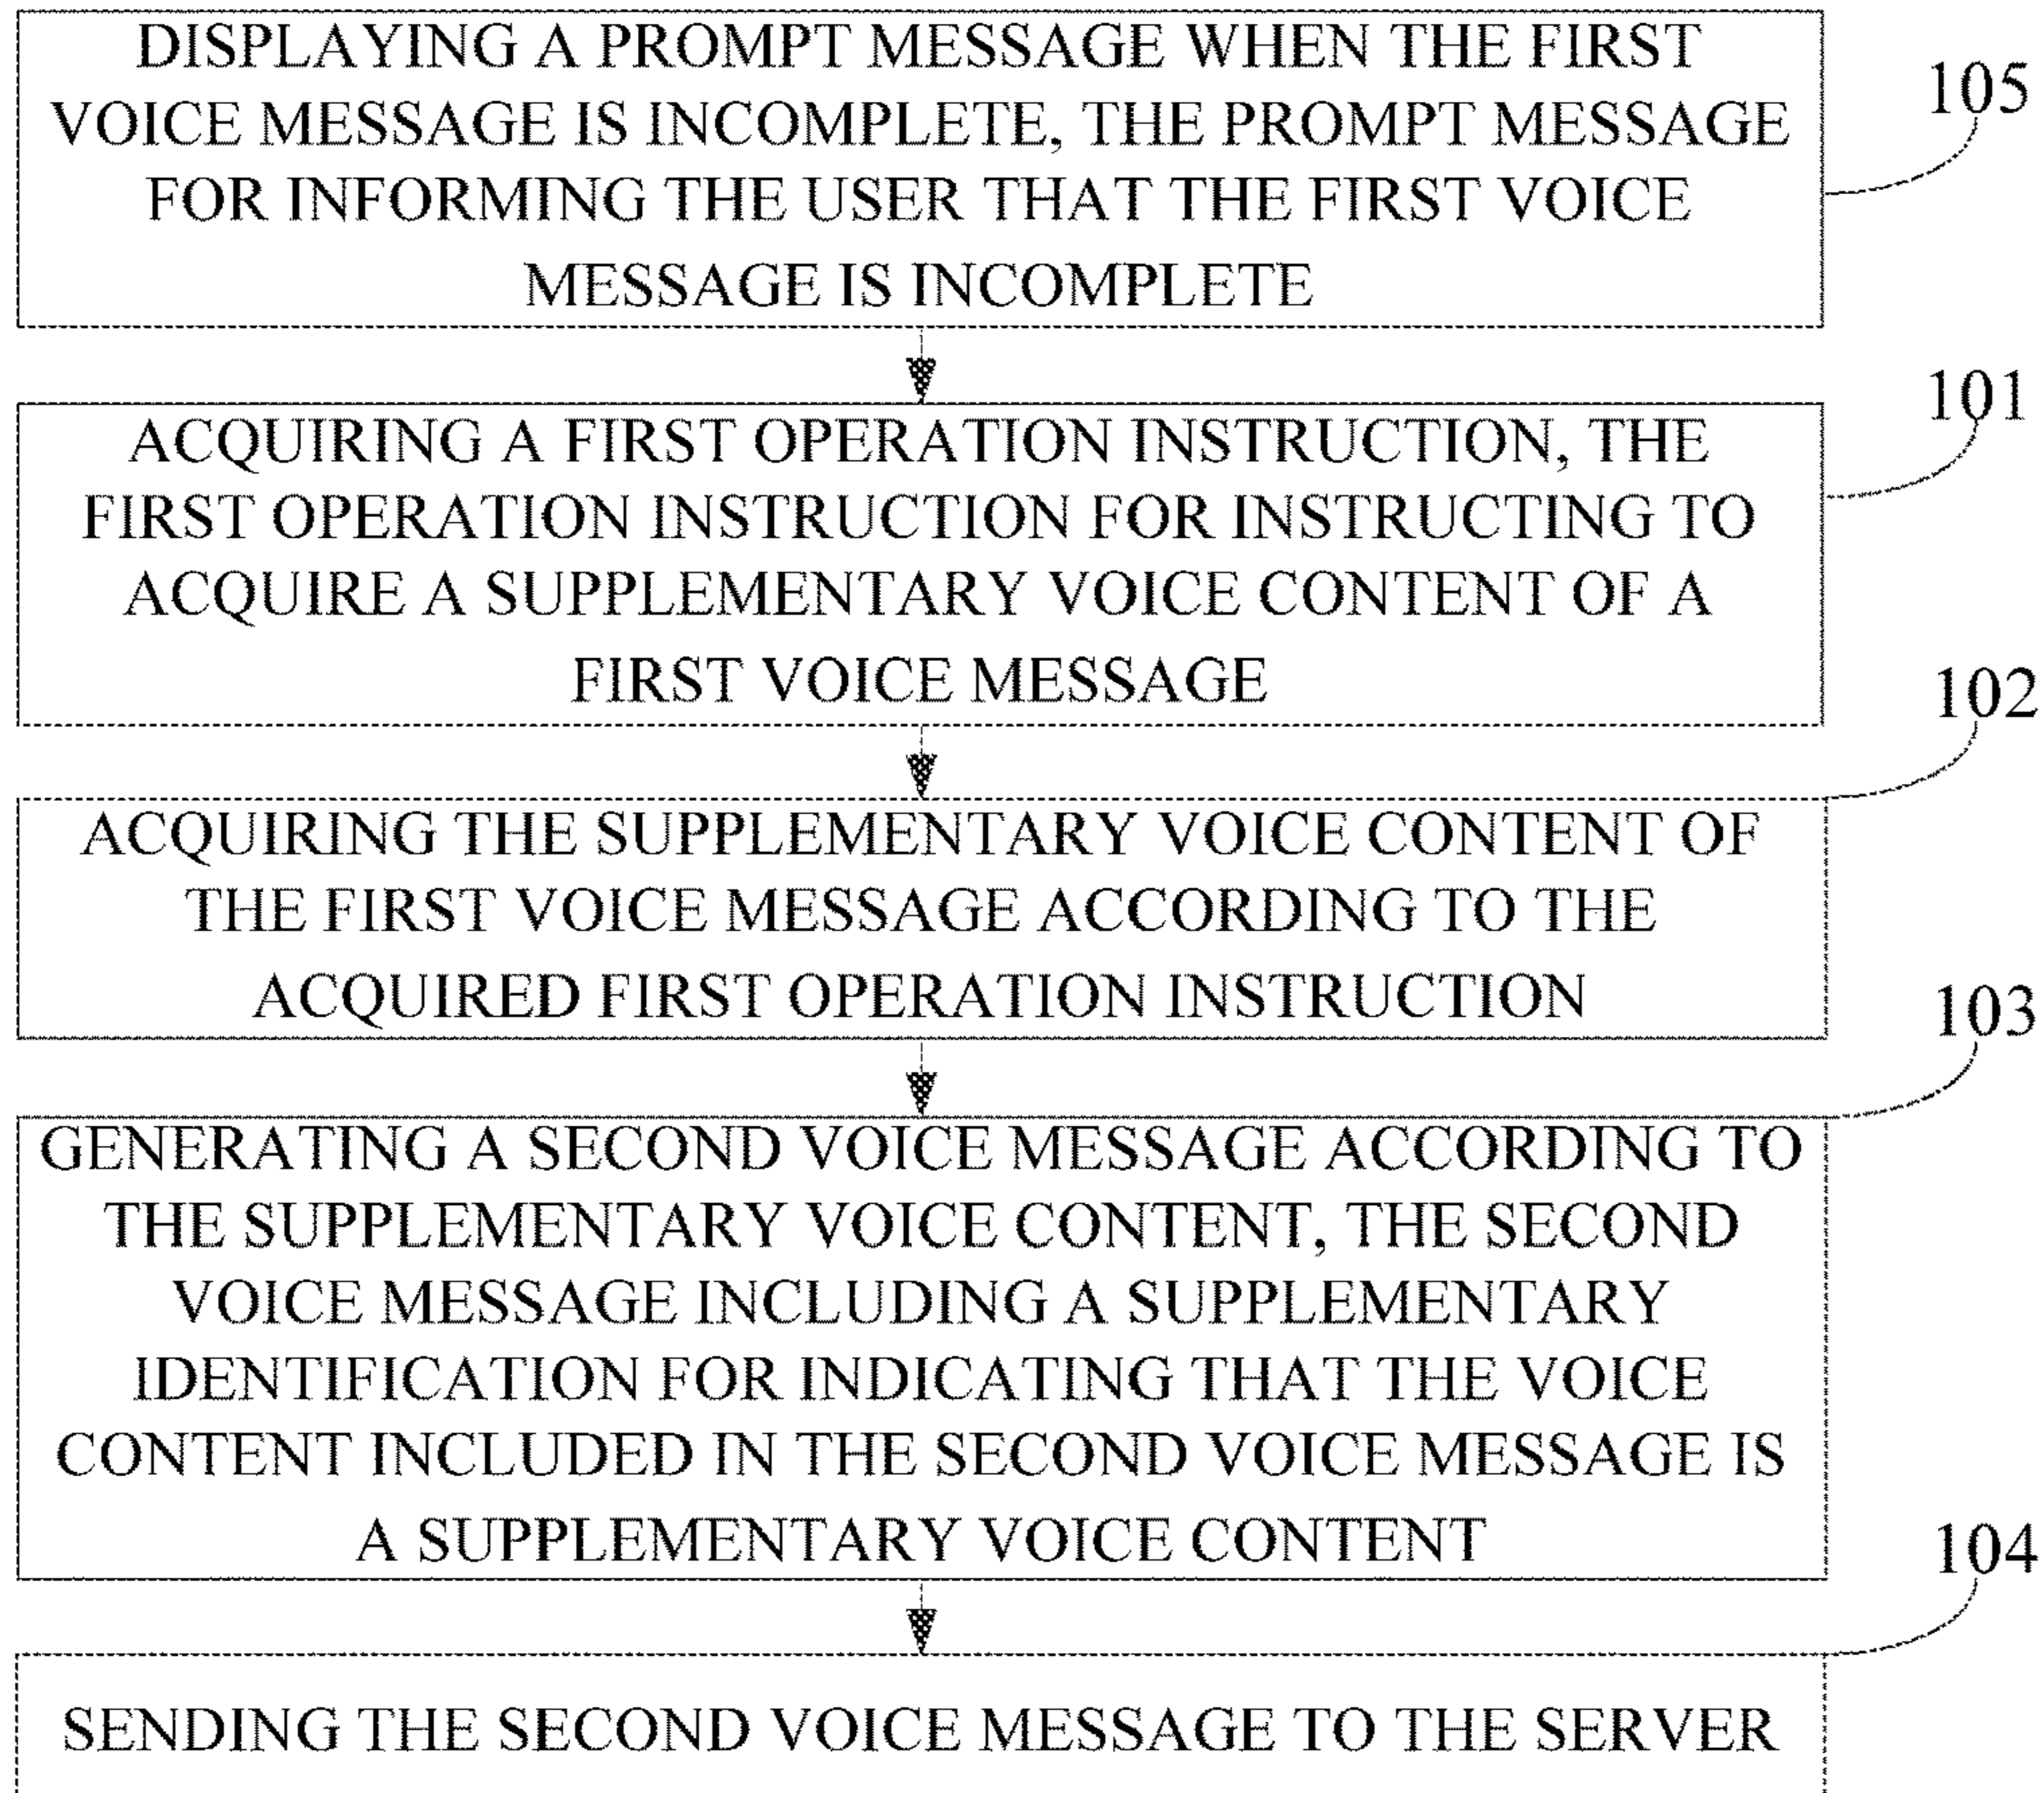 DISPLAYING A PROMPT MESSAGE WHEN THE FIRST
VOICE MESSAGE IS INCOMPLETE, THE PROMPT MESSAGE
FOR INFORMING THE USER THAT THE FIRST VOICE
MESSAGE IS INCOMPLETE
105
ACQUIRING A FIRST OPERATION INSTRUCTION, THE
FIRST OPERATION INSTRUCTION FOR INSTRUCTING TO
ACQUIRE A SUPPLEMENTARY VOICE CONTENT OF A
FIRST VOICE MESSAGE
101
ACQUIRING THE SUPPLEMENTARY VOICE CONTENT OF
THE FIRST VOICE MESSAGE ACCORDING TO THE
ACQUIRED FIRST OPERATION INSTRUCTION
102
GENERATING A SECOND VOICE MESSAGE ACCORDING TO
THE SUPPLEMENTARY VOICE CONTENT, THE SECOND
VOICE MESSAGE INCLUDING A SUPPLEMENTARY
IDENTIFICATION FOR INDICATING THAT THE VOICE
CONTENT INCLUDED IN THE SECOND VOICE MESSAGE IS
A SUPPLEMENTARY VOICE CONTENT
103
SENDING THE SECOND VOICE MESSAGE TO THE SERVER
104